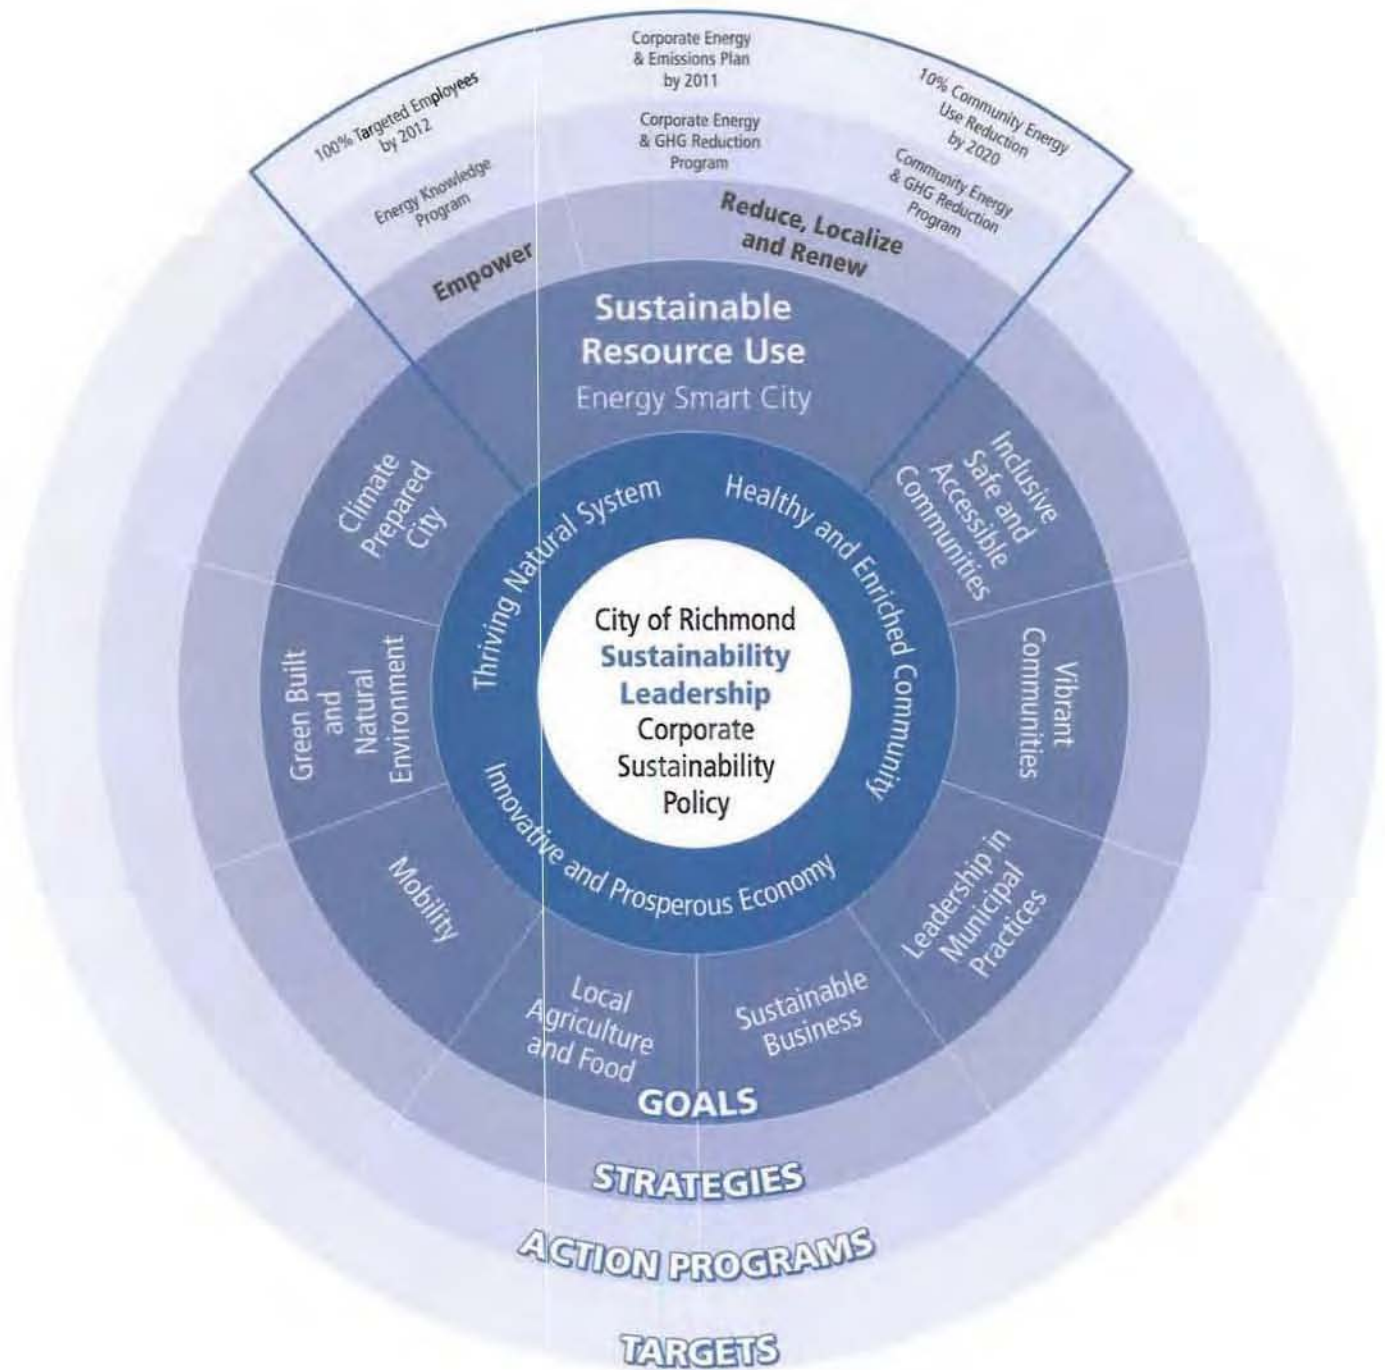 Corporate Energy
& Emissions Plan
by 2011
100% Targeted Employees
by 2012
10% Community Energy
Use Reduction
by 2020
Corporate Energy
& GHG Reduction
Program
Energy Knowledge
Program
Community Energy
& GHG Reduction
Program
Empower
Reduce, Localize
and Renew
Sustainable
Resource Use
Energy Smart City
Climate
Prepared
City
Inclusive
Safe and
Accessible
Communities
Thriving Natural System
Healthy and Enriched Community
City of Richmond
Sustainability
Leadership
Corporate
Sustainability
Policy
Green Built
and
Natural
Environment
Vibrant
Communities
Innovative and Prosperous Economy
Mobility
Leadership in
Municipal
Practices
Local
Agriculture
and Food
Sustainable
Business
GOALS
STRATEGIES
ACTION PROGRAMS
TARGETS